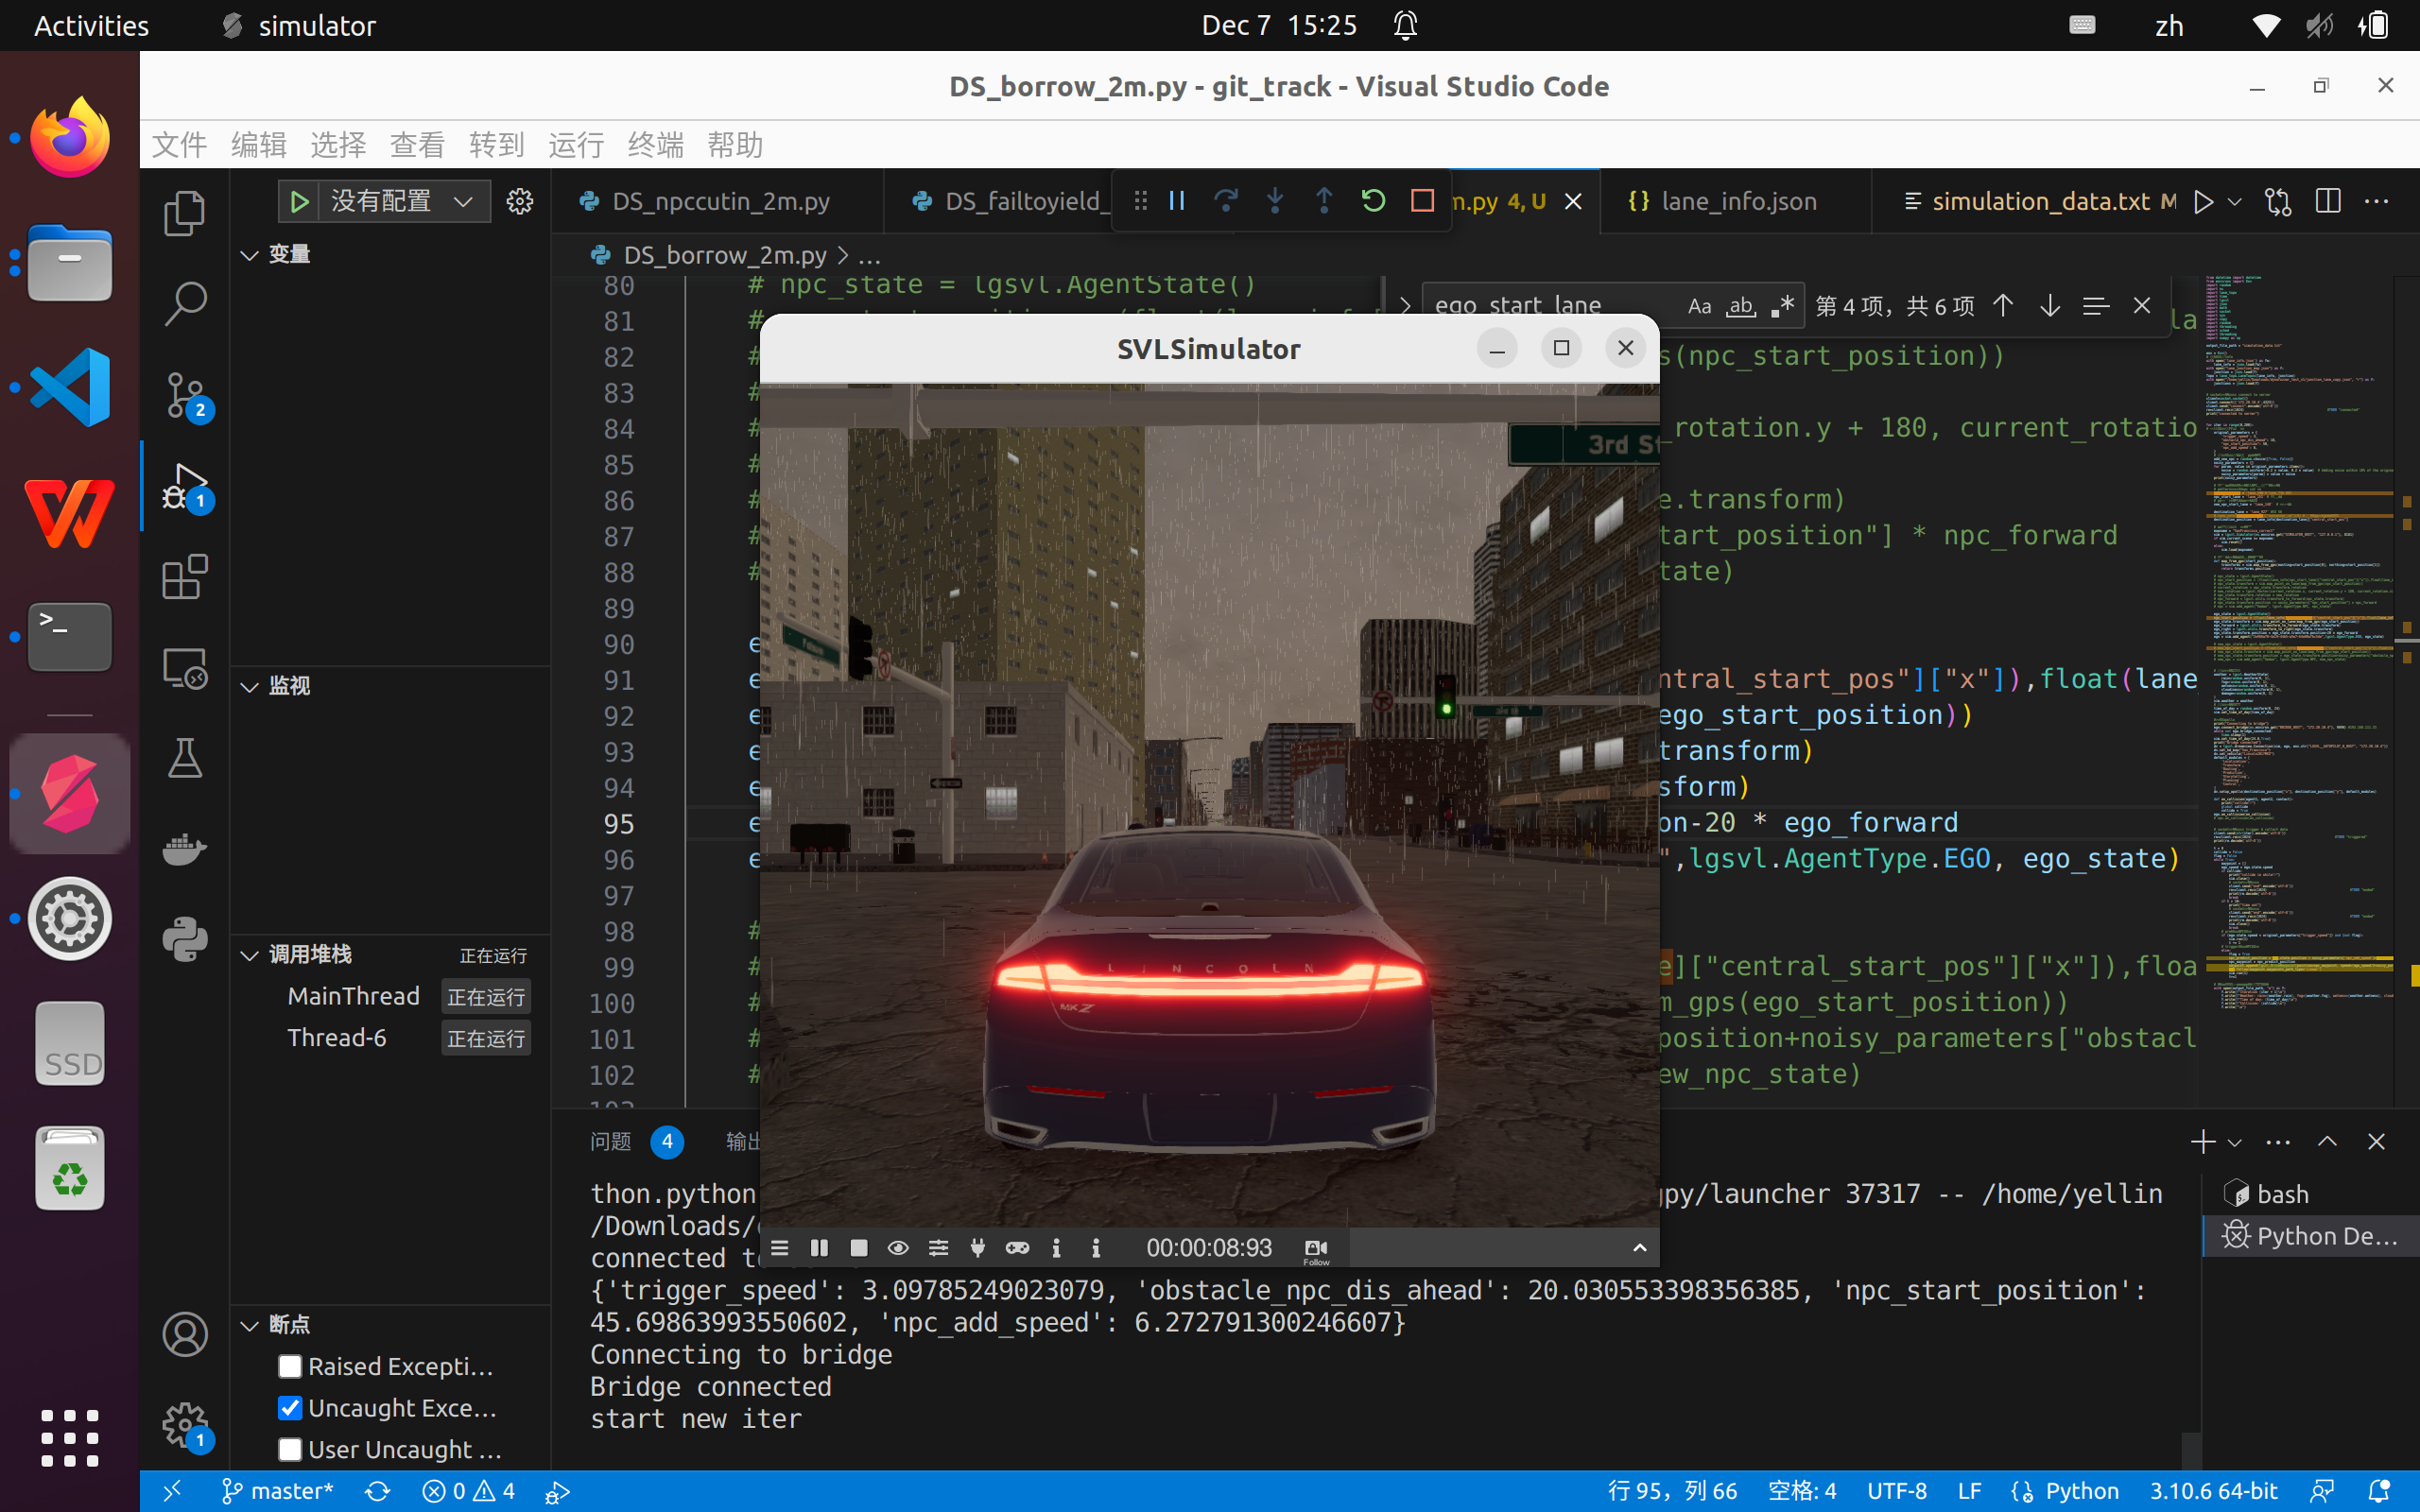 Activities
simulator
Dec 7 15:25
zh
DS_borrow_2m.py - git_track - Visual Studio Code
文件 编辑 选择 查看 转到 运行 终端 帮助
没有配置
DS_npccutin_2m.py
DS_failtoyield_
m.py 4, U
lane_info.json
simulation_data.txt M
变量
DS_borrow_2m.py > ...
80 # npc_state = lgsvl.AgentState()
ego_start_lane
Aa ab
第 4 项，共 6 项
81 #
la
82 #
s(npc_start_position))
83 #
84 #
_rotation.y + 180, current_rotatio
85 #
86 #
e.transform)
87 #
tart_position"] * npc_forward
88 #
tate)
89
90 e
91 e
ntral_start_pos"]["x"]),float(lane
92 e
ego_start_position))
93 e
transform)
94 e
sform)
95 e
on-20 * ego_forward
96 e
",lgsvl.AgentType.EGO, ego_state)
97
98 #
99 #
e]["central_start_pos"]["x"]),floa
100 #
m_gps(ego_start_position))
101 #
position+noisy_parameters["obstacl
102 #
ew_npc_state)
SVLSimulator
3rd St
LINCOLN
MKZ
00:00:08:93
Follow
监视
调用堆栈
正在运行
MainThread 正在运行
Thread-6 正在运行
断点
Raised Excepti...
Uncaught Exce...
User Uncaught ...
2
1
1
SSD
问题 4
输出
thon.python
gpy/launcher 37317 -- /home/yellin
/Downloads/
connected to
{'trigger_speed': 3.09785249023079, 'obstacle_npc_dis_ahead': 20.030553398356385, 'npc_start_position':
45.69863993550602, 'npc_add_speed': 6.272791300246607}
Connecting to bridge
Bridge connected
start new iter
bash
Python De...
master* 0 4
行 95，列 66
空格: 4
UTF-8
LF
Python
3.10.6 64-bit